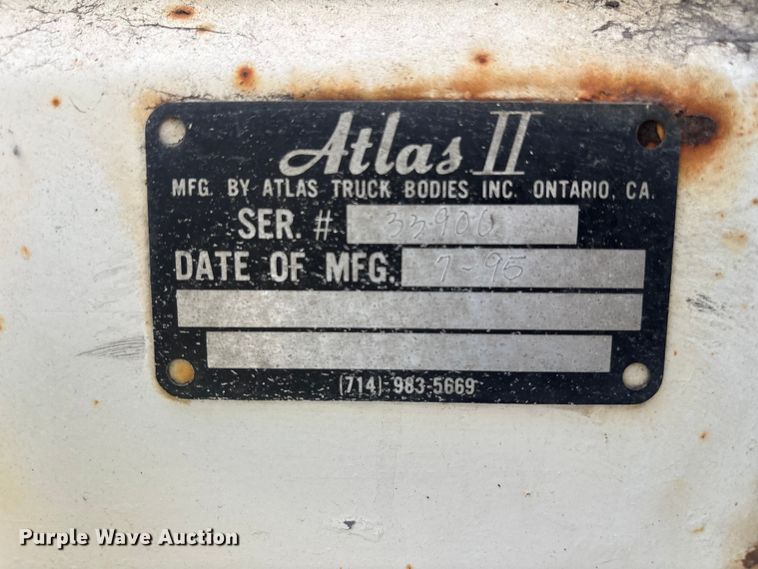 Atlas II
MFG. BY ATLAS TRUCK BODIES INC. ONTARIO, CA.
SER. # 33900
DATE OF MFG. 7-95
(714) 983-5669
Purple Wave Auction